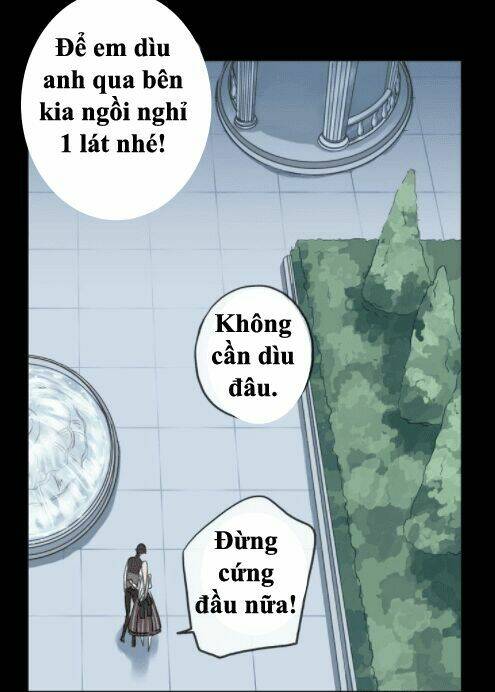 Để em dìu
anh qua bên
kia ngồi nghỉ
1 lát nhé!
Không
cần dìu
đâu.
Đừng
cứng
đầu nữa!